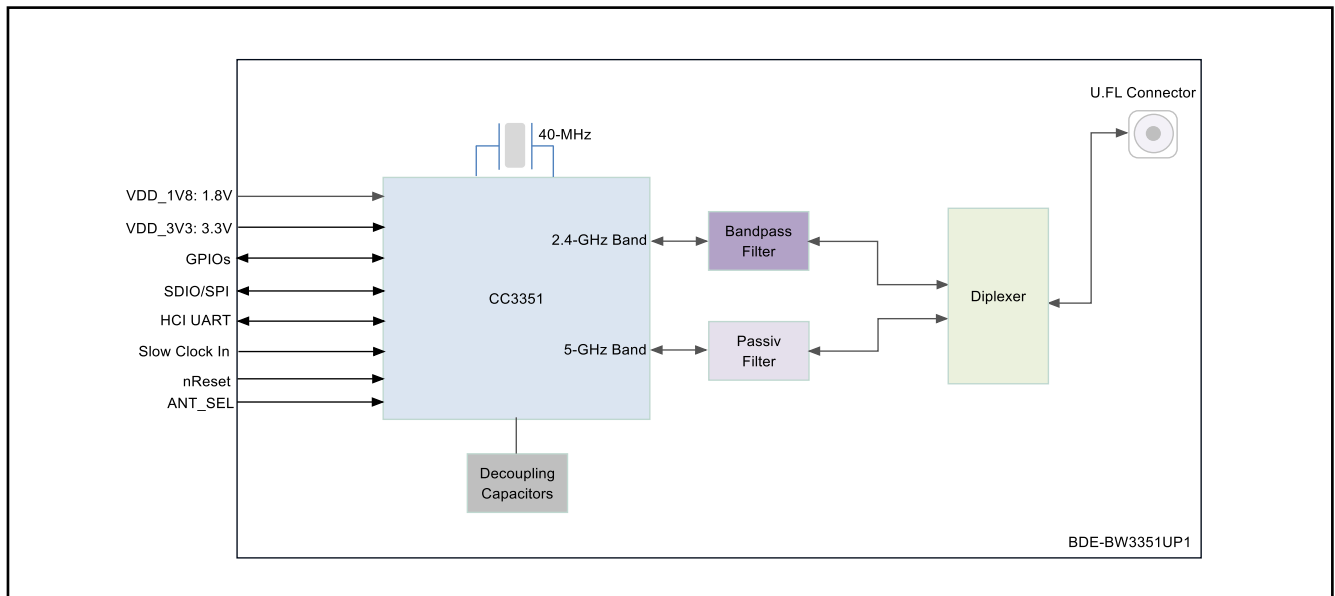 U.FL Connector
40-MHz
VDD_1V8: 1.8V
VDD_3V3: 3.3V
GPIOs
SDIO/SPI
HCI UART
Slow Clock In
nReset
ANT_SEL
2.4-GHz Band
CC3351
5-GHz Band
Bandpass
Filter
Passiv
Filter
Diplexer
Decoupling
Capacitors
BDE-BW3351UP1